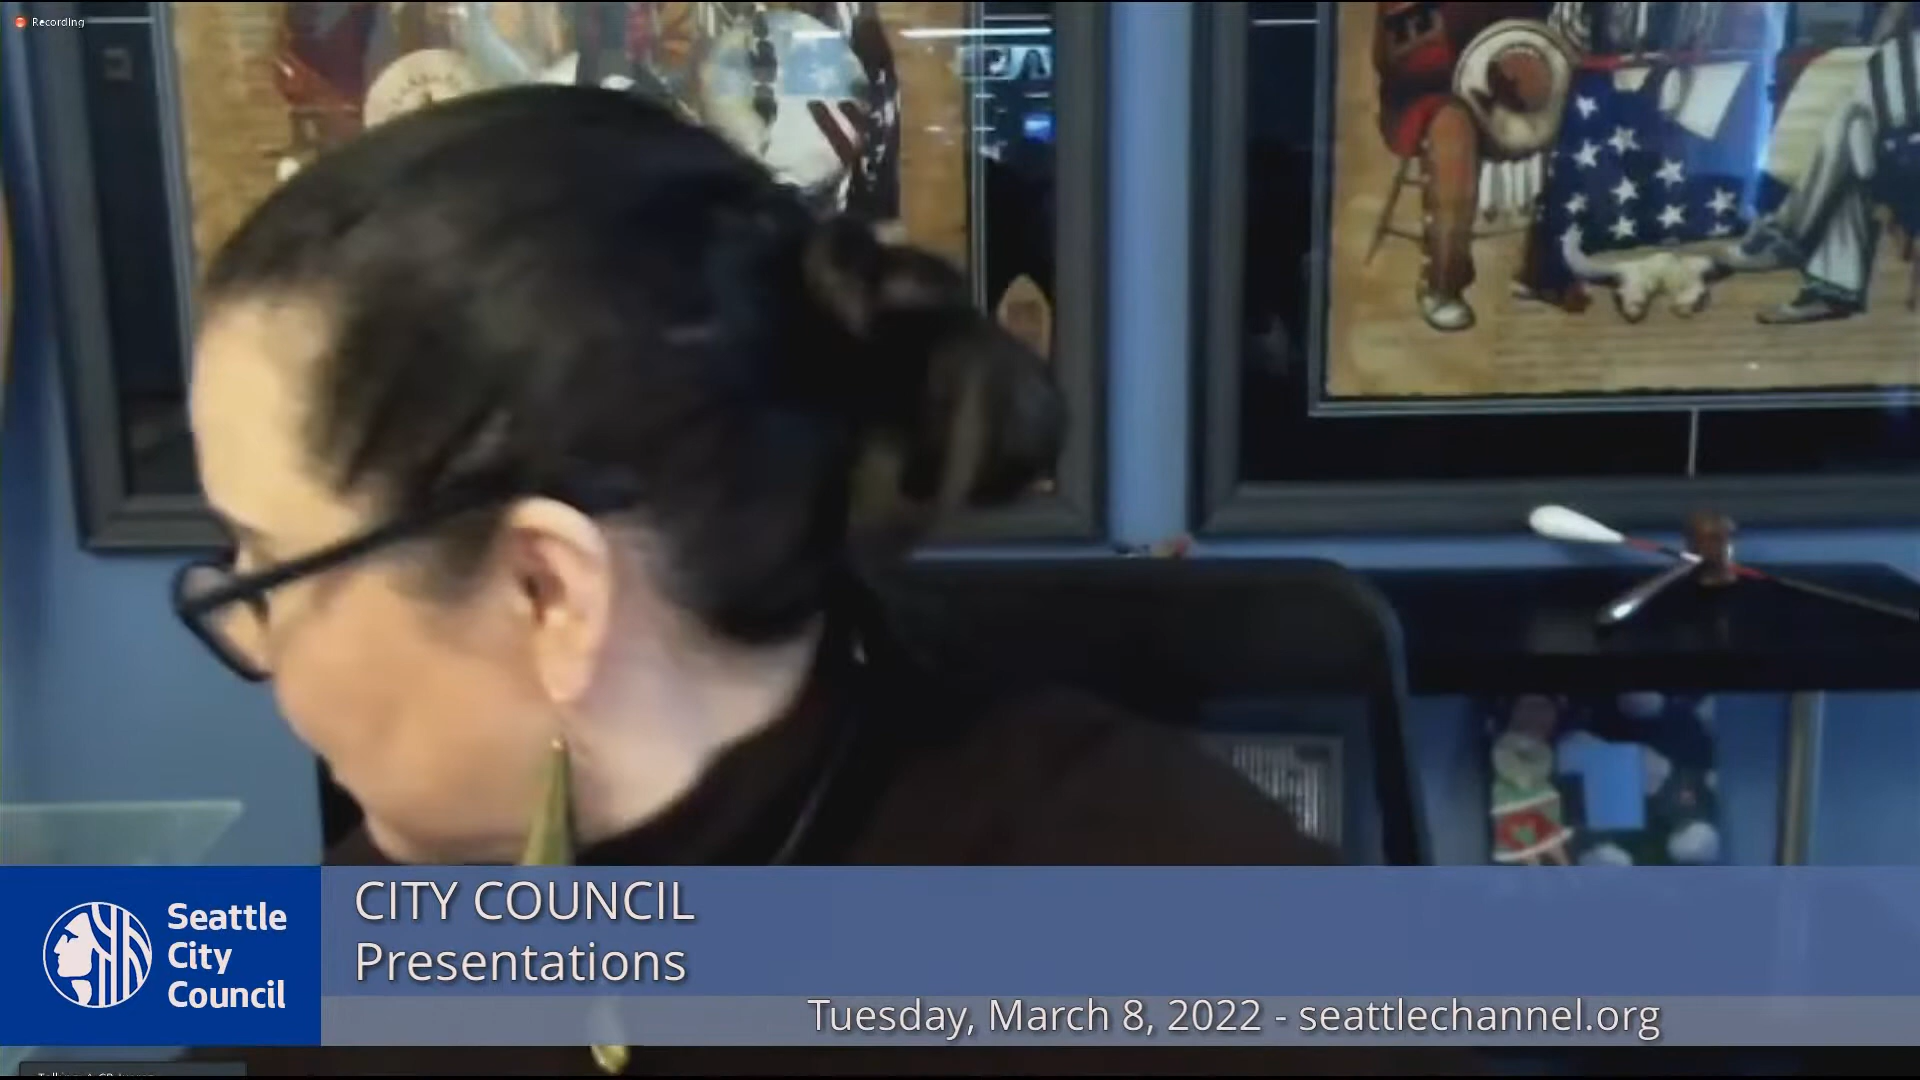 Recording
Seattle
City
Council
CITY COUNCIL
Presentations
Tuesday, March 8, 2022 - seattlechannel.org